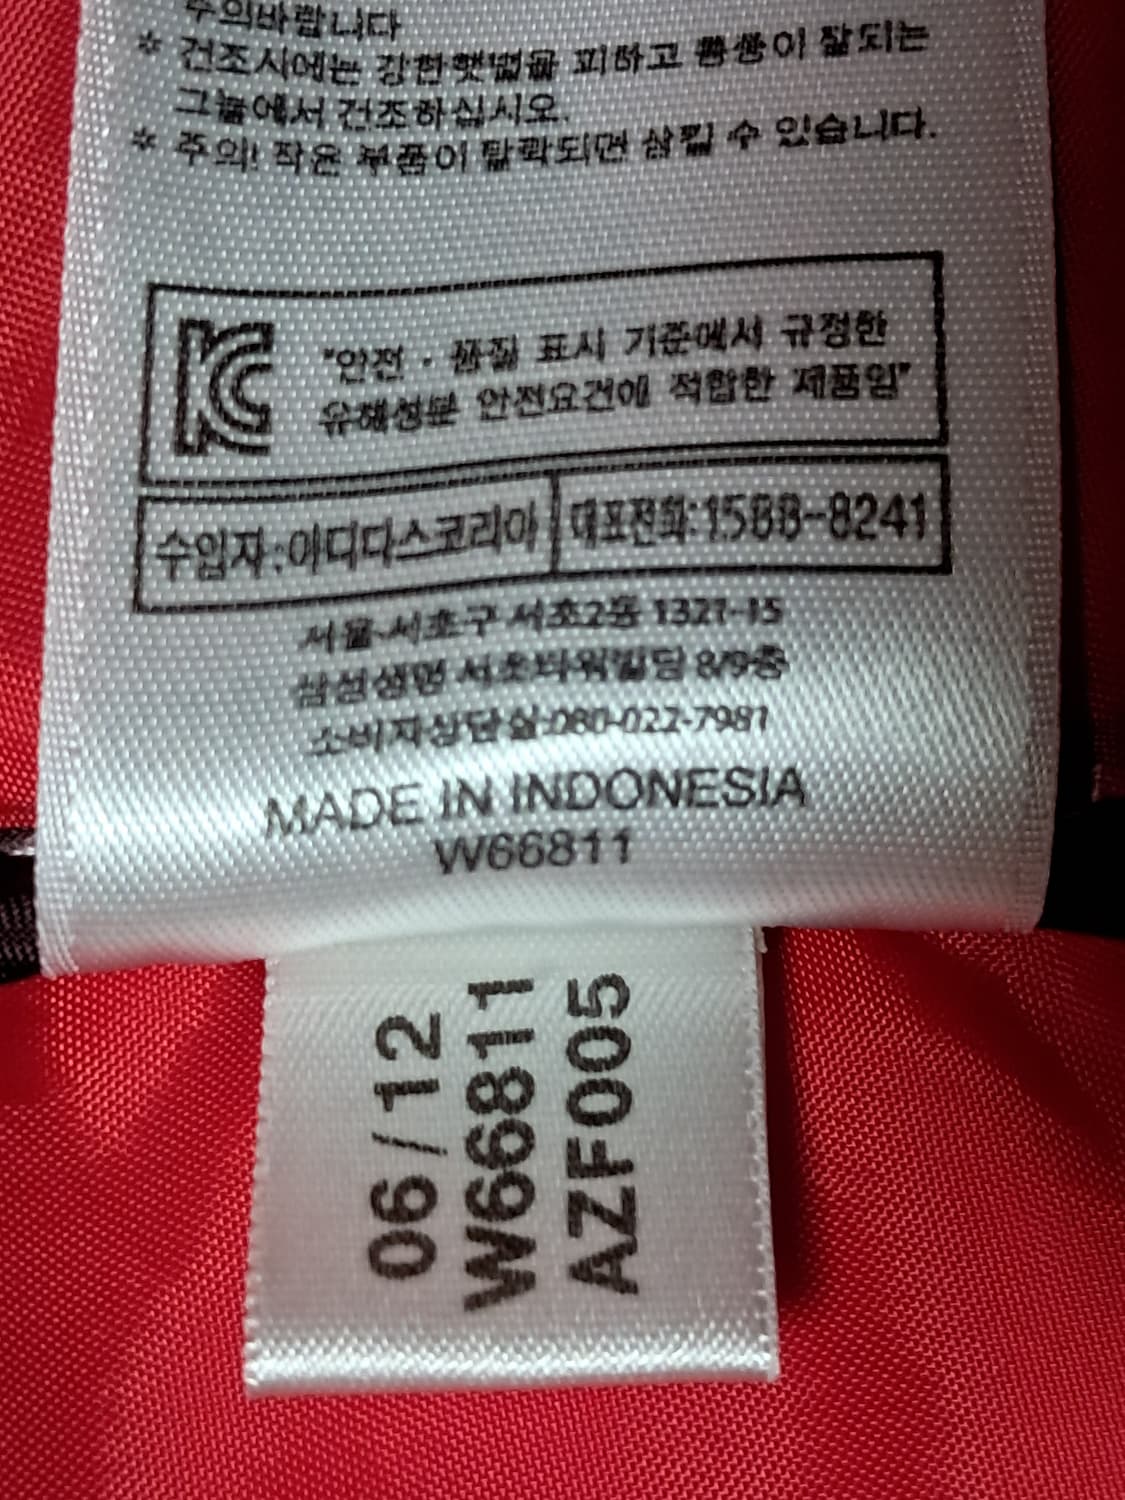 주의바랍니다
* 건조시에는 강한햇볕을 피하고 통풍이 잘되는
그늘에서 건조하십시오.
* 주의! 작은 부품이 탈락되면 삼킬 수 있습니다.
"안전 · 품질 표시 기준에서 규정한
유해성분 안전요건에 적합한 제품임"
수입자:아디다스코리아 대표전화:1588-8241
서울시서초구 서초2동 1321-15
삼성생명 서초타워빌딩 8/9층
소비자상담실:080-022-7981
MADE IN INDONESIA
W66811
06/12
W66811
AZF005